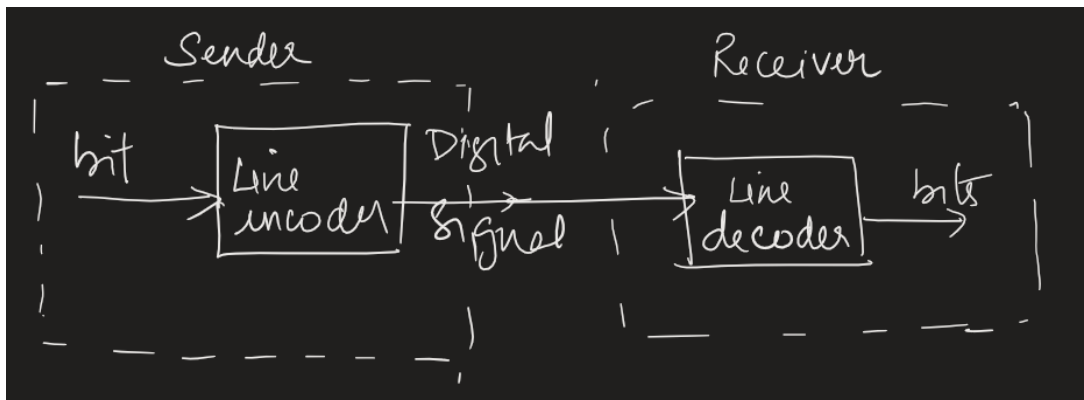 Sender
Receiver
bit
Line
incoder
Digital
Signal
Line
decoder
bits